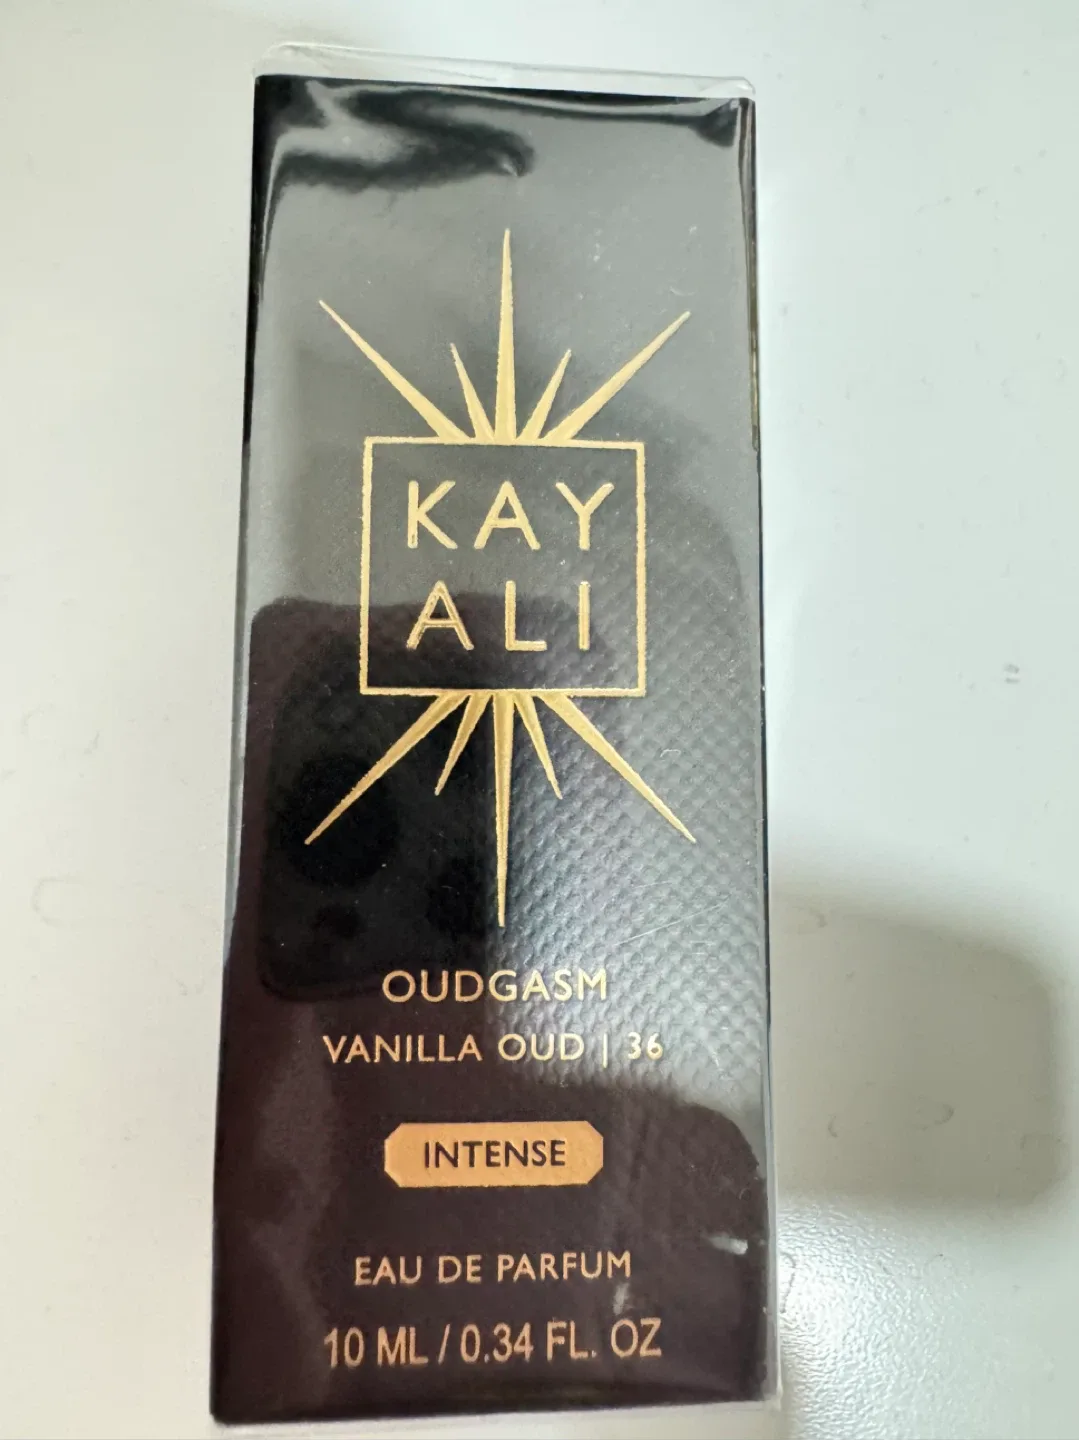 KAY
ALI
OUDGASM
VANILLA OUD | 36
INTENSE
EAU DE PARFUM
10 ML / 0.34 FL. OZ